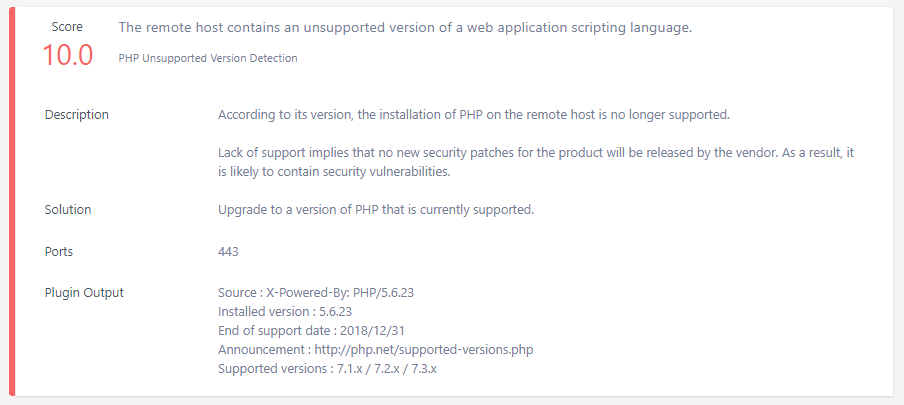 Score
10.0
The remote host contains an unsupported version of a web application scripting language.
PHP Unsupported Version Detection
Description
According to its version, the installation of PHP on the remote host is no longer supported.
Lack of support implies that no new security patches for the product will be released by the vendor. As a result, it
is likely to contain security vulnerabilities.
Solution
Upgrade to a version of PHP that is currently supported.
Ports
443
Plugin Output
Source : X-Powered-By: PHP/5.6.23
Installed version : 5.6.23
End of support date : 2018/12/31
Announcement : http://php.net/supported-versions.php
Supported versions : 7.1.x / 7.2.x / 7.3.x